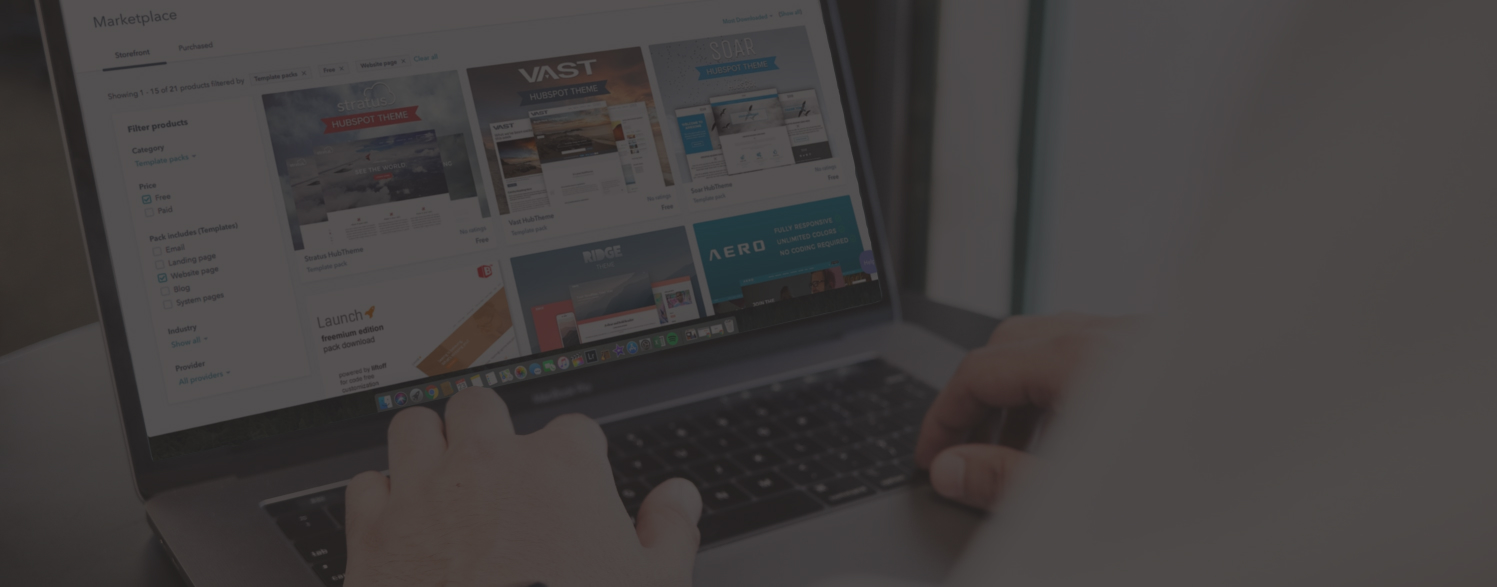 Marketplace
Storefront
Purchased
Most Downloaded
Show All
Showing 1 - 15 of 21 products filtered by
Template packs ×
Free ×
Website page ×
Clear all
Filter products
Category
Template packs
Price
Free
Paid
Pack includes (Templates)
Email
Landing page
Website page
Blog
System pages
Industry
Show all
Provider
All providers
stratus
HUBSPOT THEME
Stratus HubTheme
Template pack
No ratings
Free
VAST
HUBSPOT THEME
VAST
VAST
Vast HubTheme
Template pack
No ratings
Free
SOAR
HUBSPOT THEME
HubTheme
Template pack
No ratings
Free
Launch
freemium edition
pack download
powered by
RIDGE
AERO
FULLY RESPONSIVE
UNLIMITED COLORS
NO CODING REQUIRED